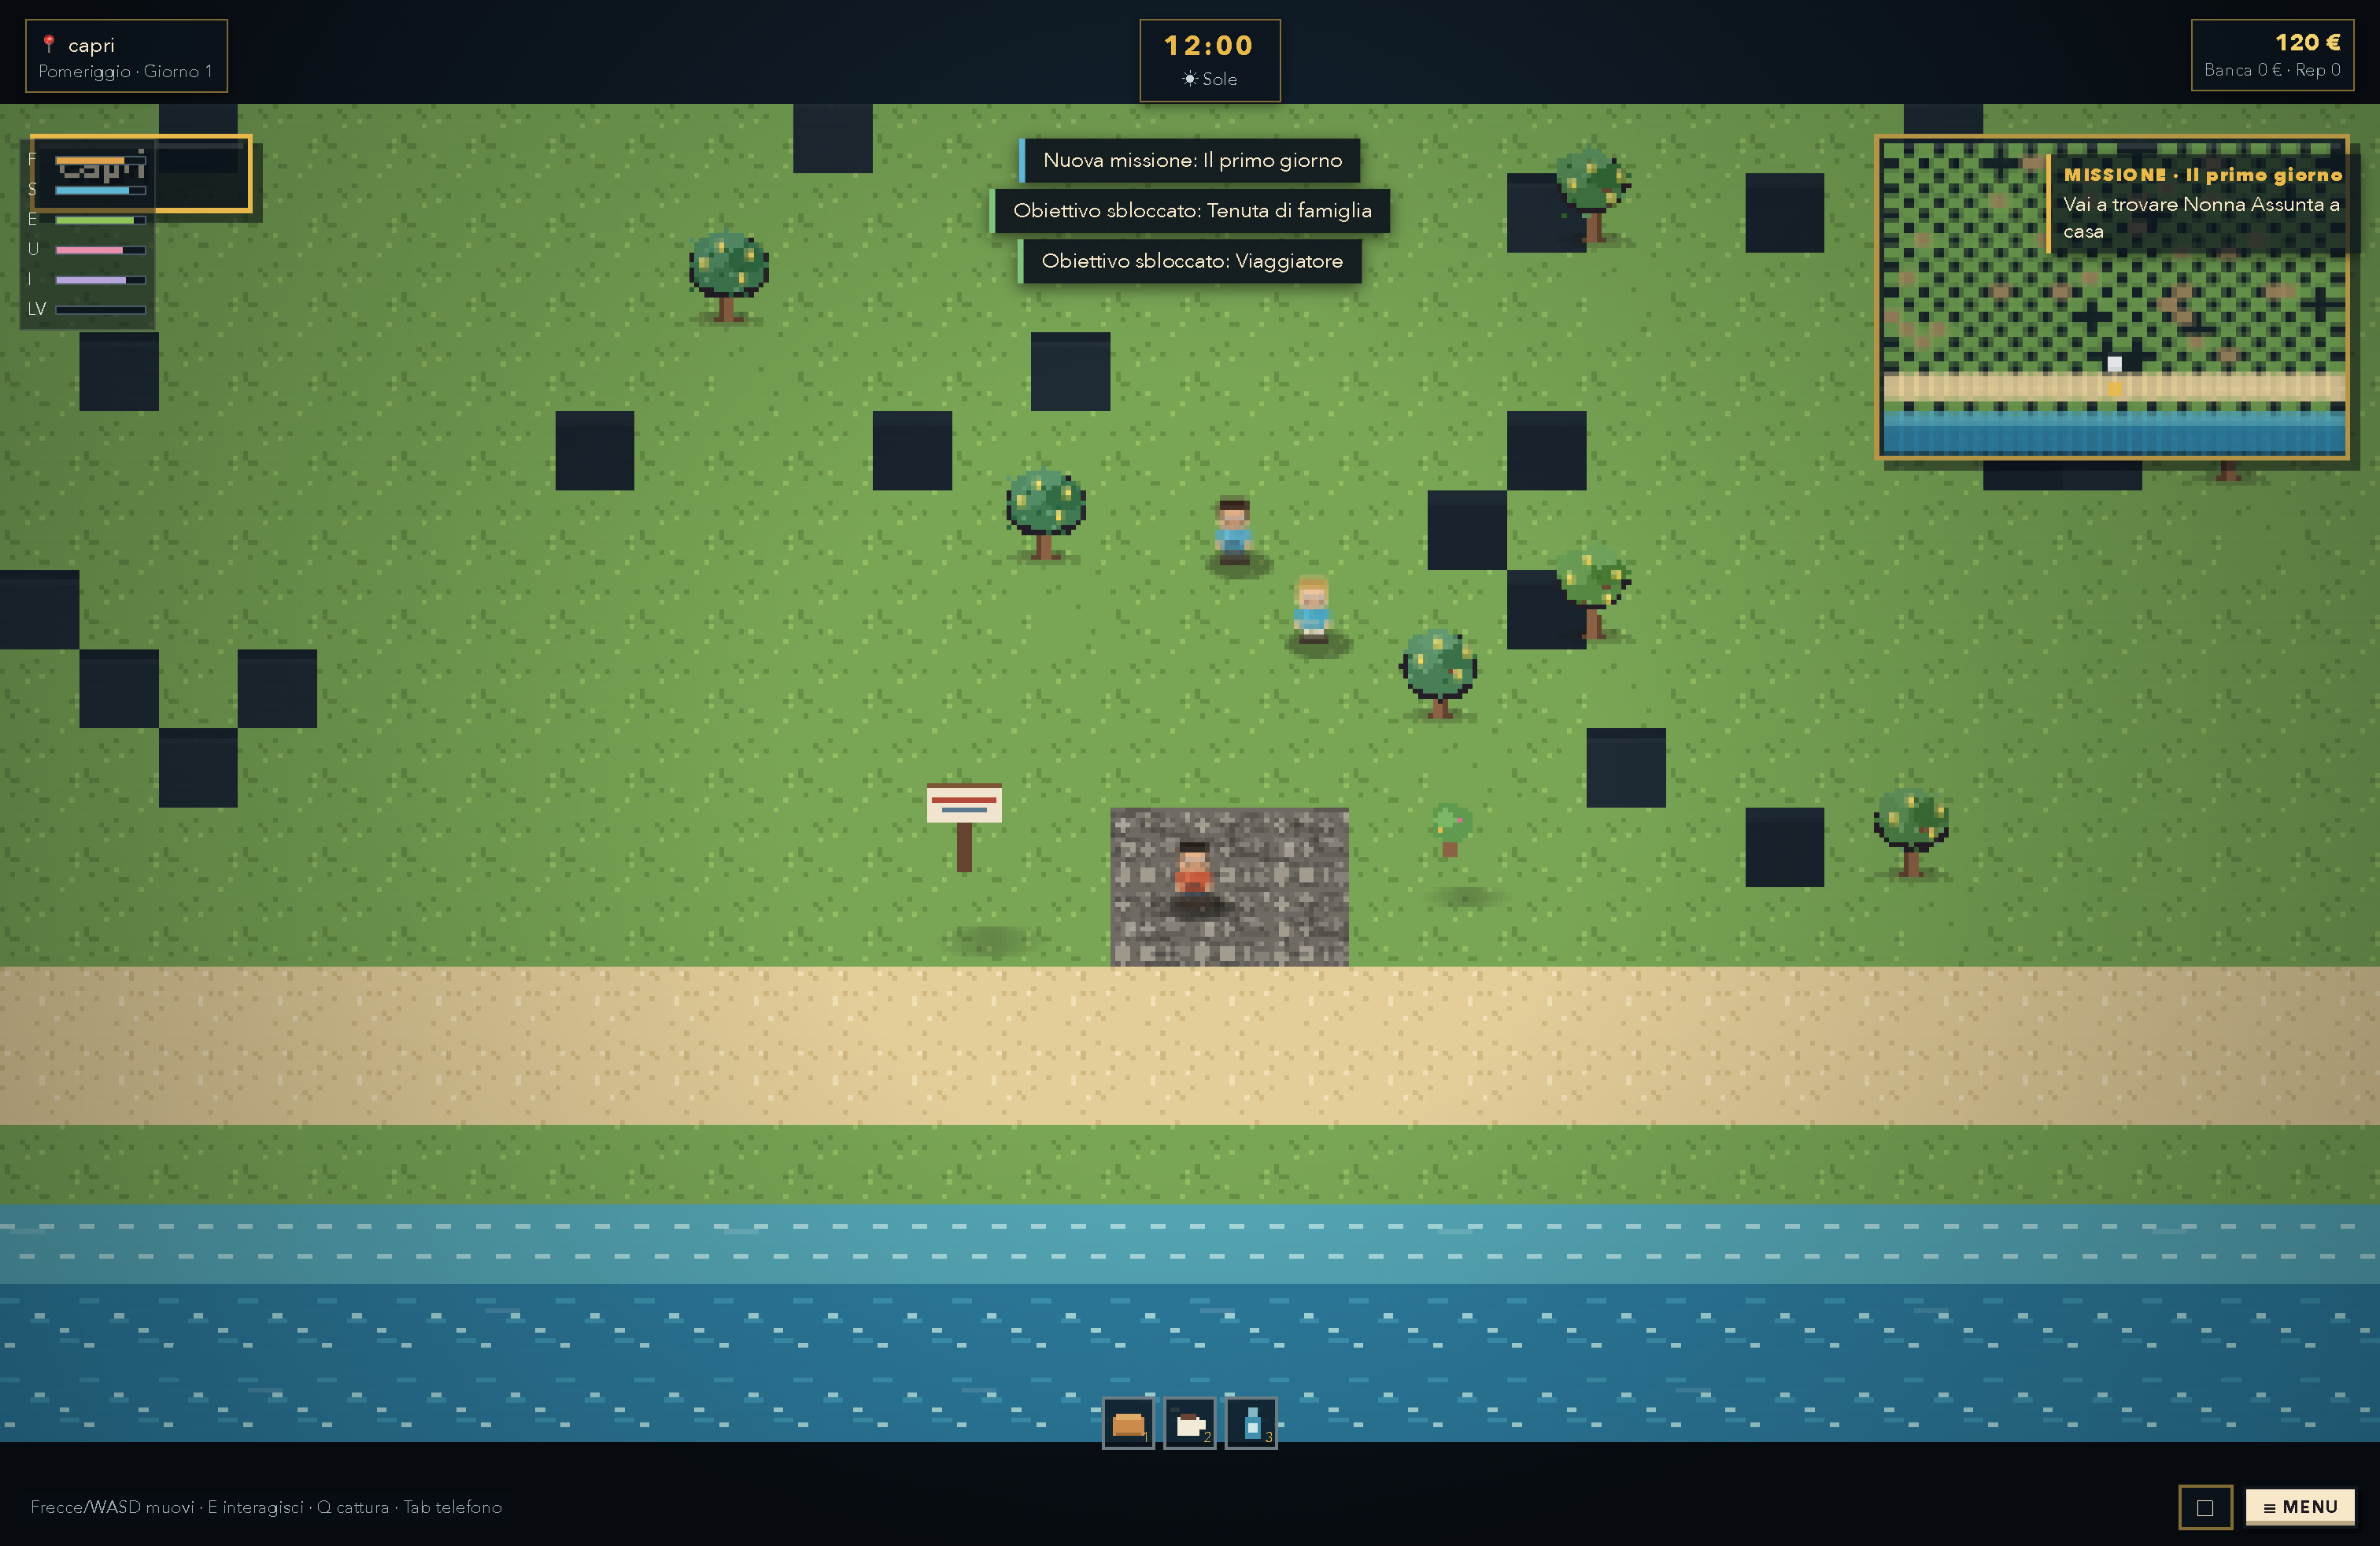 capri
Pomeriggio · Giorno 1
12:00
Sole
120 €
Banca 0 € · Rep 0
F
capri
S
E
U
I
LV
Nuova missione: Il primo giorno
Obiettivo sbloccato: Tenuta di famiglia
Obiettivo sbloccato: Viaggiatore
MISSIONE · Il primo giorno
Vai a trovare Nonna Assunta a
casa
1
2
3
Frecce/WASD muovi · E interagisci · Q cattura · Tab telefono
≡ MENU